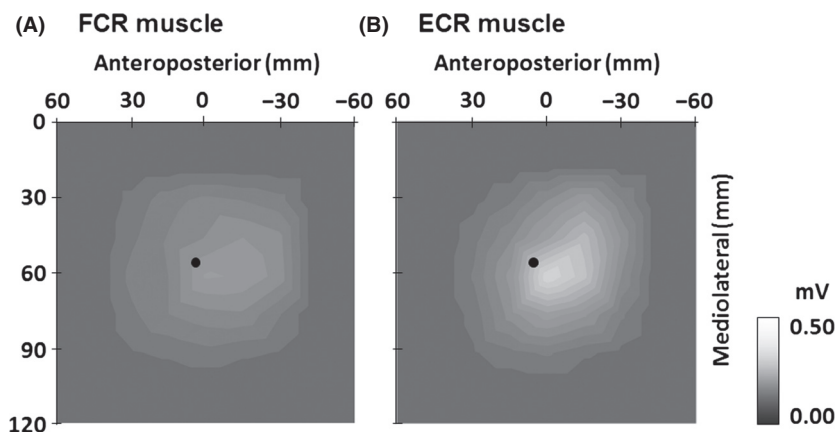 (A) FCR muscle (B) ECR muscle
Anteroposterior (mm) Anteroposterior (mm)
60 30 0 −30 −60 60 30 0 −30 −60
0
30
60
90
120
Mediolateral (mm)
mV
0.50
0.00